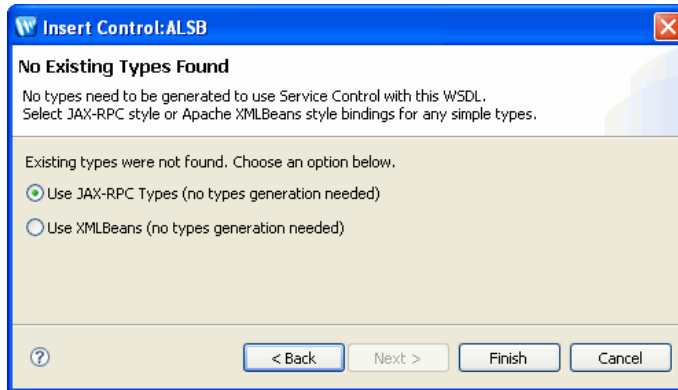 Insert Control:ALSB
No Existing Types Found
No types need to be generated to use Service Control with this WSDL.
Select JAX-RPC style or Apache XMLBeans style bindings for any simple types.
Existing types were not found. Choose an option below.
Use JAX-RPC Types (no types generation needed)
Use XMLBeans (no types generation needed)
? < Back Next > Finish Cancel